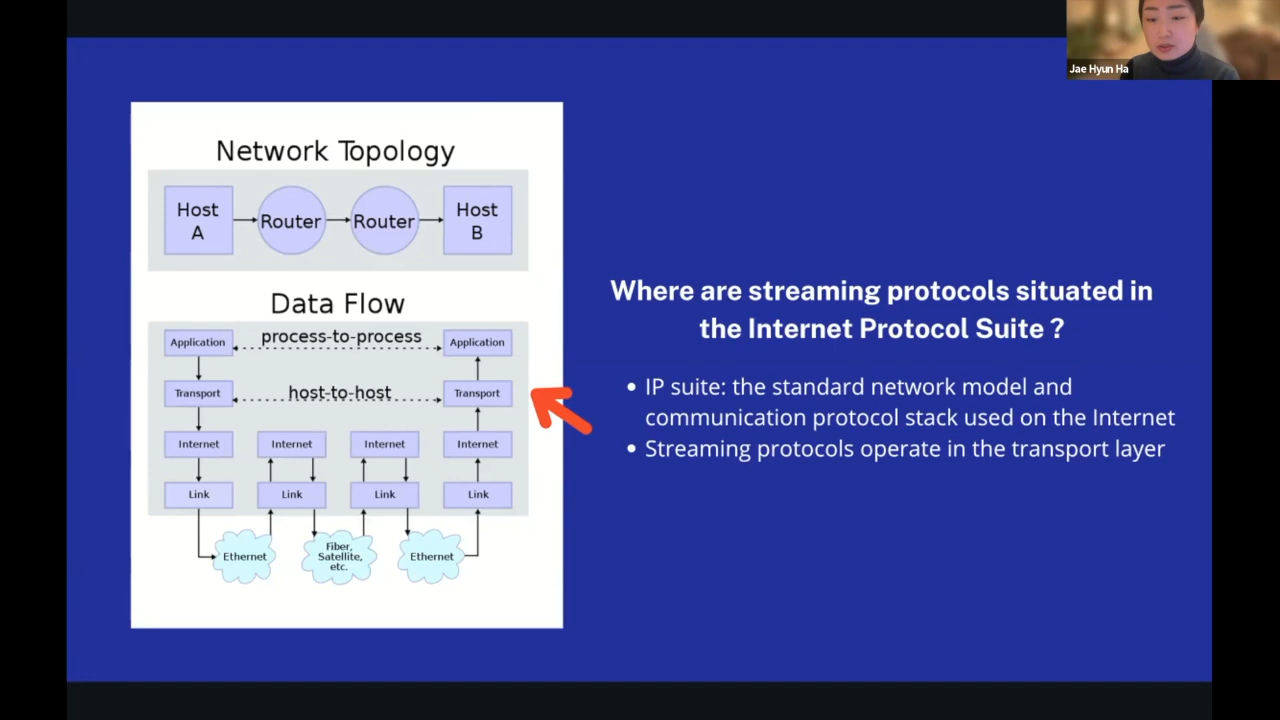 Jae Hyun Ha
Network Topology
Host
A
Router
Router
Host
B
Data Flow
Application
process-to-process
Application
Transport
host-to-host
Transport
Internet
Internet
Internet
Internet
Link
Link
Link
Link
Ethernet
Fiber,
Satellite,
etc.
Ethernet
Where are streaming protocols situated in
the Internet Protocol Suite ?
• IP suite: the standard network model and
communication protocol stack used on the Internet
• Streaming protocols operate in the transport layer